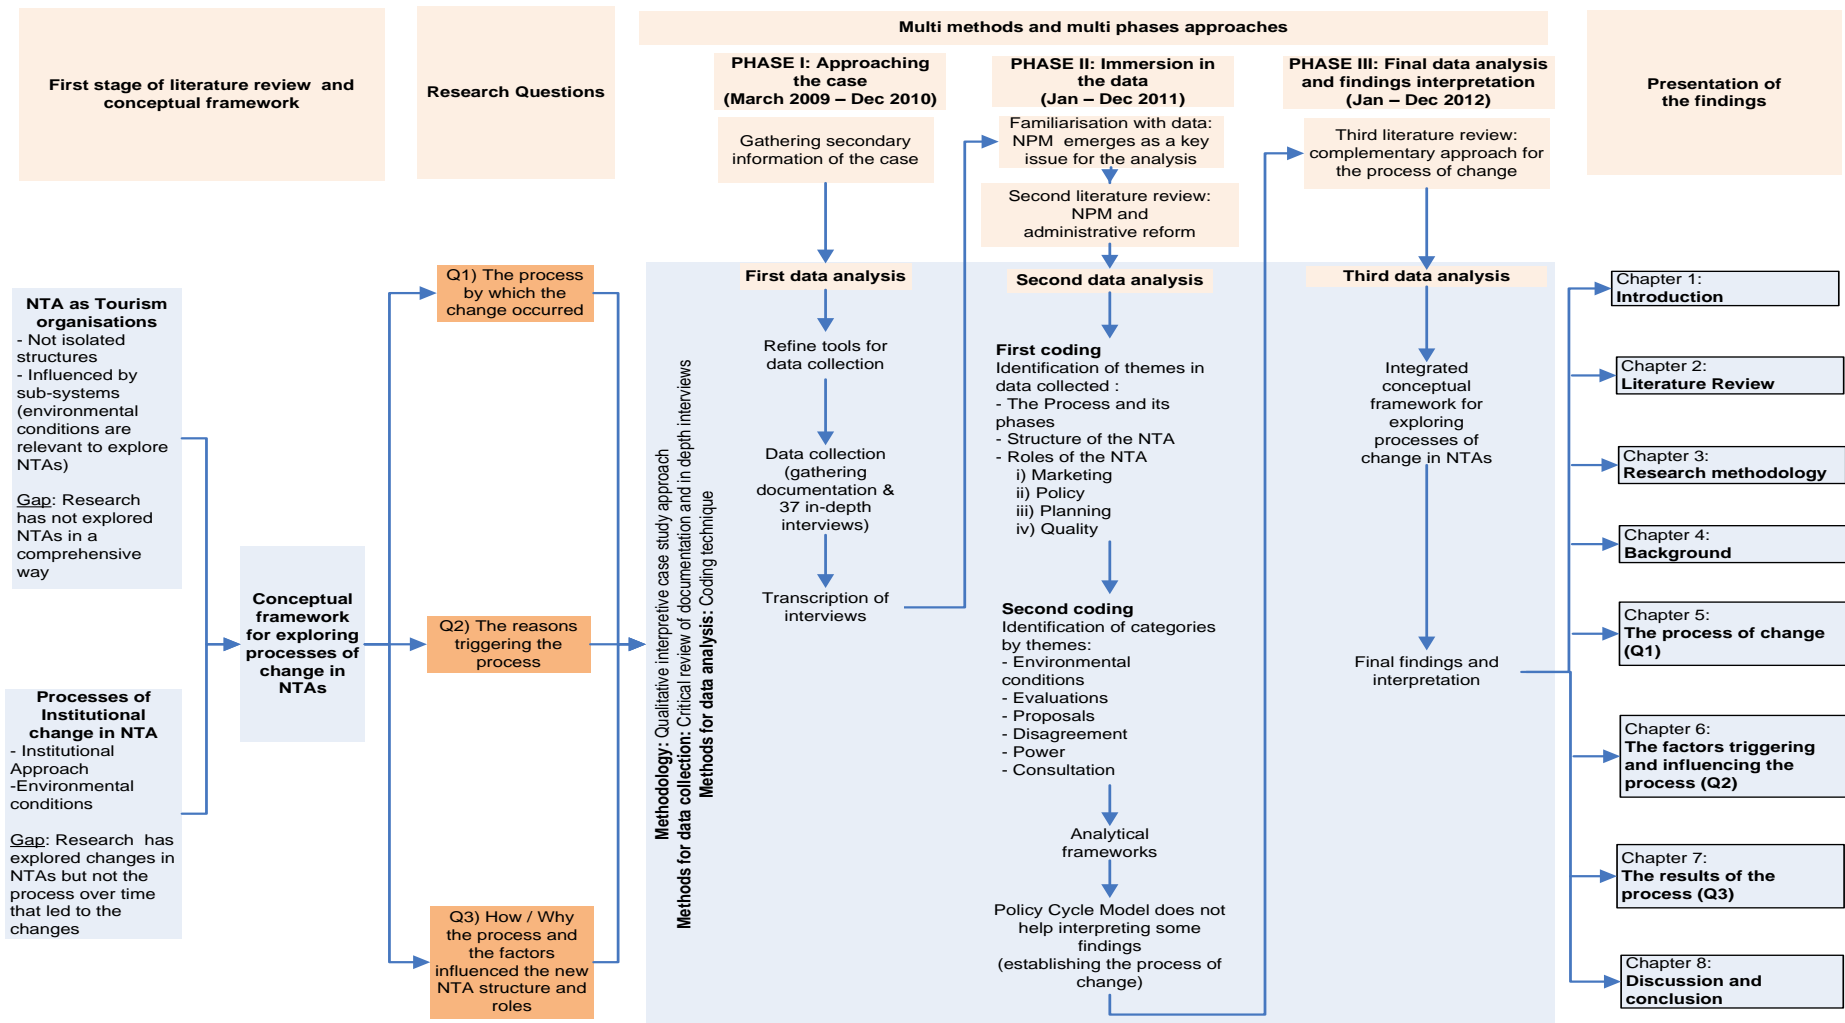 Multi methods and multi phases approaches
First stage of literature review and
conceptual framework
Research Questions
PHASE I: Approaching
the case
(March 2009 – Dec 2010)
PHASE II: Immersion in
the data
(Jan – Dec 2011)
PHASE III: Final data analysis
and findings interpretation
(Jan – Dec 2012)
Presentation of
the findings
NTA as Tourism
organisations
- Not isolated
structures
- Influenced by
sub-systems
(environmental
conditions are
relevant to explore
NTAs)
Gap: Research
has not explored
NTAs in a
comprehensive
way
Processes of
Institutional
change in NTA
- Institutional
Approach
-Environmental
conditions
Gap: Research has
explored changes in
NTAs but not the
process over time
that led to the
changes
Conceptual
framework
for exploring
processes of
change in
NTAs
Q1) The process
by which the
change occurred
Q2) The reasons
triggering the
process
Q3) How / Why
the process and
the factors
influenced the new
NTA structure and
roles
Methodology: Qualitative interpretive case study approach
Methods for data collection: Critical review of documentation and in depth interviews
Methods for data analysis: Coding technique
Gathering secondary
information of the case
First data analysis
Refine tools for
data collection
Data collection
(gathering
documentation &
37 in-depth
interviews)
Transcription of
interviews
Familiarisation with data:
NPM emerges as a key
issue for the analysis
Second literature review:
NPM and
administrative reform
Second data analysis
First coding
Identification of themes in
data collected :
- The Process and its
phases
- Structure of the NTA
- Roles of the NTA
i) Marketing
ii) Policy
iii) Planning
iv) Quality
Second coding
Identification of categories
by themes:
- Environmental
conditions
- Evaluations
- Proposals
- Disagreement
- Power
- Consultation
Analytical
frameworks
Policy Cycle Model does not
help interpreting some
findings
(establishing the process of
change)
Third literature review:
complementary approach for
the process of change
Third data analysis
Integrated
conceptual
framework for
exploring
processes of
change in NTAs
Final findings and
interpretation
Chapter 1:
Introduction
Chapter 2:
Literature Review
Chapter 3:
Research methodology
Chapter 4:
Background
Chapter 5:
The process of change
(Q1)
Chapter 6:
The factors triggering
and influencing the
process (Q2)
Chapter 7:
The results of the
process (Q3)
Chapter 8:
Discussion and
conclusion